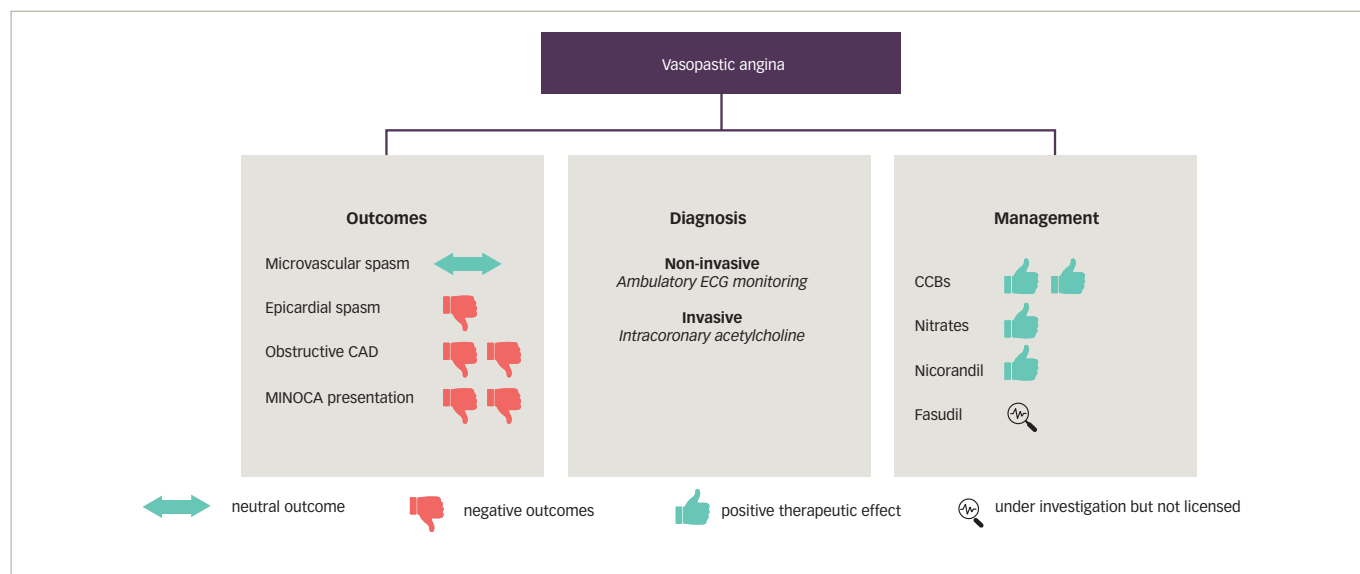 Vasopastic angina
Outcomes
Microvascular spasm
Epicardial spasm
Obstructive CAD
MINOCA presentation
Diagnosis
Non-invasive
Ambulatory ECG monitoring
Invasive
Intracoronary acetylcholine
Management
CCBs
Nitrates
Nicorandil
Fasudil
neutral outcome
negative outcomes
positive therapeutic effect
under investigation but not licensed